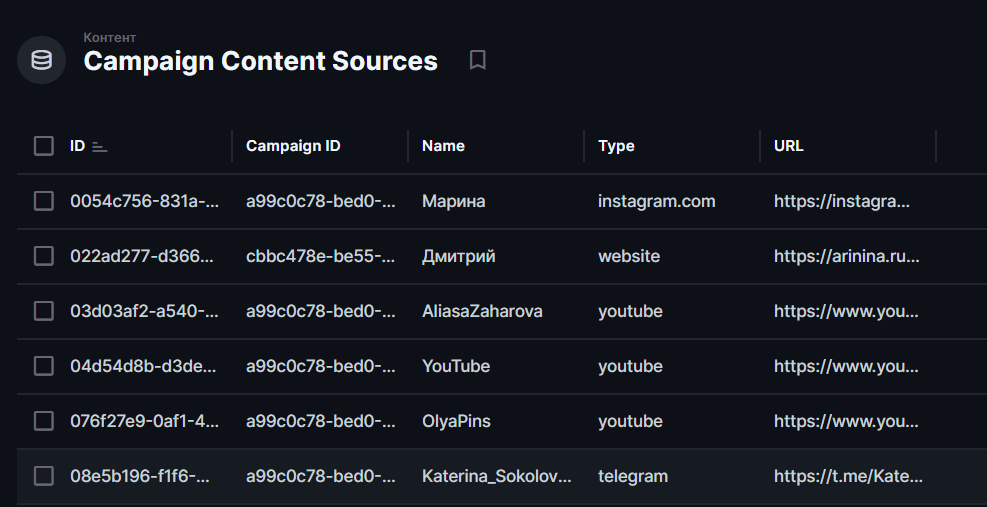 Контент
Campaign Content Sources
ID Campaign ID Name Type URL
0054c756-831a-... a99c0c78-bed0-... Марина instagram.com https://instagra...
022ad277-d366... cbbc478e-be55-... Дмитрий website https://arinina.ru...
03d03af2-a540-... a99c0c78-bed0-... AliasaZaharova youtube https://www.you...
04d54d8b-d3de... a99c0c78-bed0-... YouTube youtube https://www.you...
076f27e9-0af1-4... a99c0c78-bed0-... OlyaPins youtube https://www.you...
08e5b196-f1f6-... a99c0c78-bed0-... Katerina_Sokolov... telegram https://t.me/Kate...